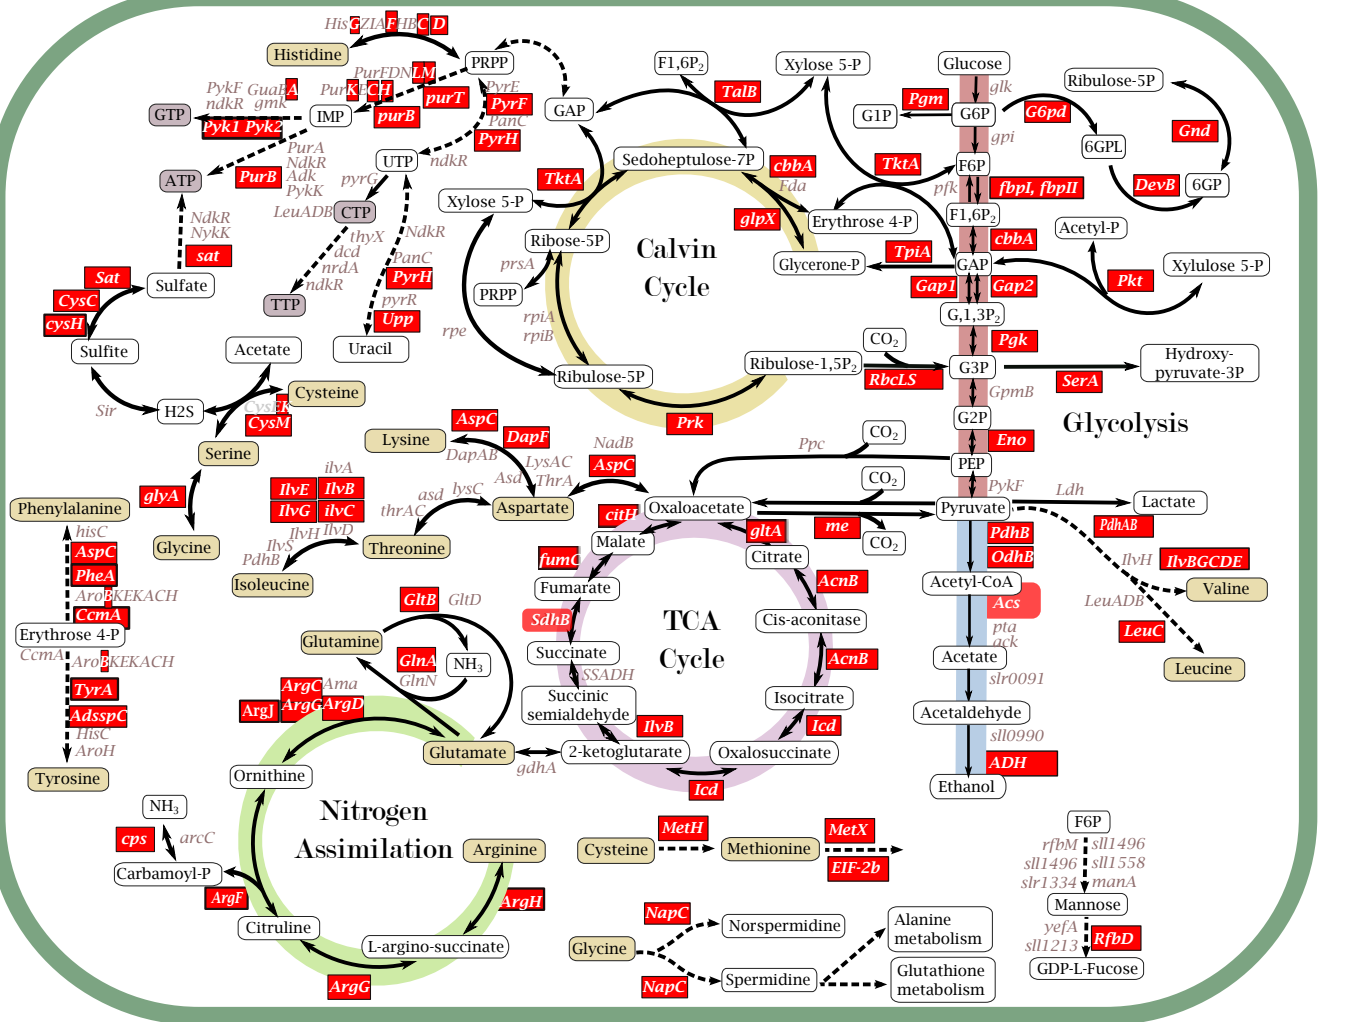 HisGZIAFHBCD
Histidine
PRPP
PurFDNLM
PurKECH
purT
purB
PyrE
PyrF
PanC
PyrH
PykF
GuaBA
ndkR
gmk
GTP
Pyk1 Pyk2
IMP
PurA
NdkR
Adk
PykK
PurB
ATP
UTP
ndkR
pyrG
LeuADB
CTP
thyX
dcd
nrdA
ndkR
TTP
NdkR
PanC
PyrH
pyrR
Upp
Uracil
NdkR
NykK
sat
Sulfate
Sat
CysC
cysH
Sulfite
Acetate
Sir
H2S
CysEK
CysM
Cysteine
Serine
glyA
Glycine
GAP
F1,6P2
TalB
Xylose 5-P
Sedoheptulose-7P
TktA
Xylose 5-P
Ribose-5P
prsA
PRPP
rpiA
rpiB
rpe
Ribulose-5P
Calvin
Cycle
cbbA
Fda
glpX
Erythrose 4-P
Glycerone-P
TktA
TpiA
Ribulose-1,5P2
Prk
CO2
RbcLS
Glucose
glk
Pgm
G1P
G6P
G6pd
gpi
Ribulose-5P
Gnd
6GPL
DevB
6GP
F6P
pfk
fbpI, fbpII
F1,6P2
cbbA
GAP
Gap1
Gap2
Acetyl-P
Xylulose 5-P
Pkt
G,1,3P2
Pgk
G3P
SerA
Hydroxy-
pyruvate-3P
GpmB
G2P
Glycolysis
Eno
PEP
PykF
Ppc
CO2
CO2
Pyruvate
Ldh
Lactate
me
CO2
PdhB
OdhB
PdhAB
IlvH
IlvBGCDE
Valine
LeuADB
LeuC
Leucine
Acetyl-CoA
Acs
pta
ack
Acetate
slr0091
Acetaldehyde
sll0990
ADH
Ethanol
Lysine
AspC
DapF
DapAB
LysAC
Asd
ThrA
NadB
AspC
Aspartate
lysC
asd
thrAC
Threonine
ilvA
IlvE
IlvB
IlvG
ilvC
IlvH
IlvD
IlvS
PdhB
Isoleucine
Phenylalanine
hisC
AspC
PheA
AroBKEKACH
CcmA
Erythrose 4-P
CcmA
AroBKEKACH
TyrA
AdsspC
HisC
AroH
Tyrosine
Oxaloacetate
citH
gltA
Malate
Citrate
fumC
AcnB
Fumarate
Cis-aconitase
SdhB
TCA
Cycle
Succinate
AcnB
SSADH
Succinic
semialdehyde
Isocitrate
IlvB
Icd
2-ketoglutarate
Oxalosuccinate
Icd
GltB
GltD
Glutamine
GlnA
GlnN
NH3
ArgC
Ama
ArgJ
ArgG
ArgD
Glutamate
gdhA
Ornithine
Nitrogen
Assimilation
NH3
cps
arcC
Carbamoyl-P
ArgF
Citruline
Arginine
ArgH
L-argino-succinate
ArgG
Cysteine
MetH
Methionine
MetX
EIF-2b
Glycine
NapC
Norspermidine
NapC
Spermidine
Alanine
metabolism
Glutathione
metabolism
F6P
rfbM
sll1496
sll1496
sll1558
slr1334
manA
Mannose
yefA
sll1213
RfbD
GDP-L-Fucose